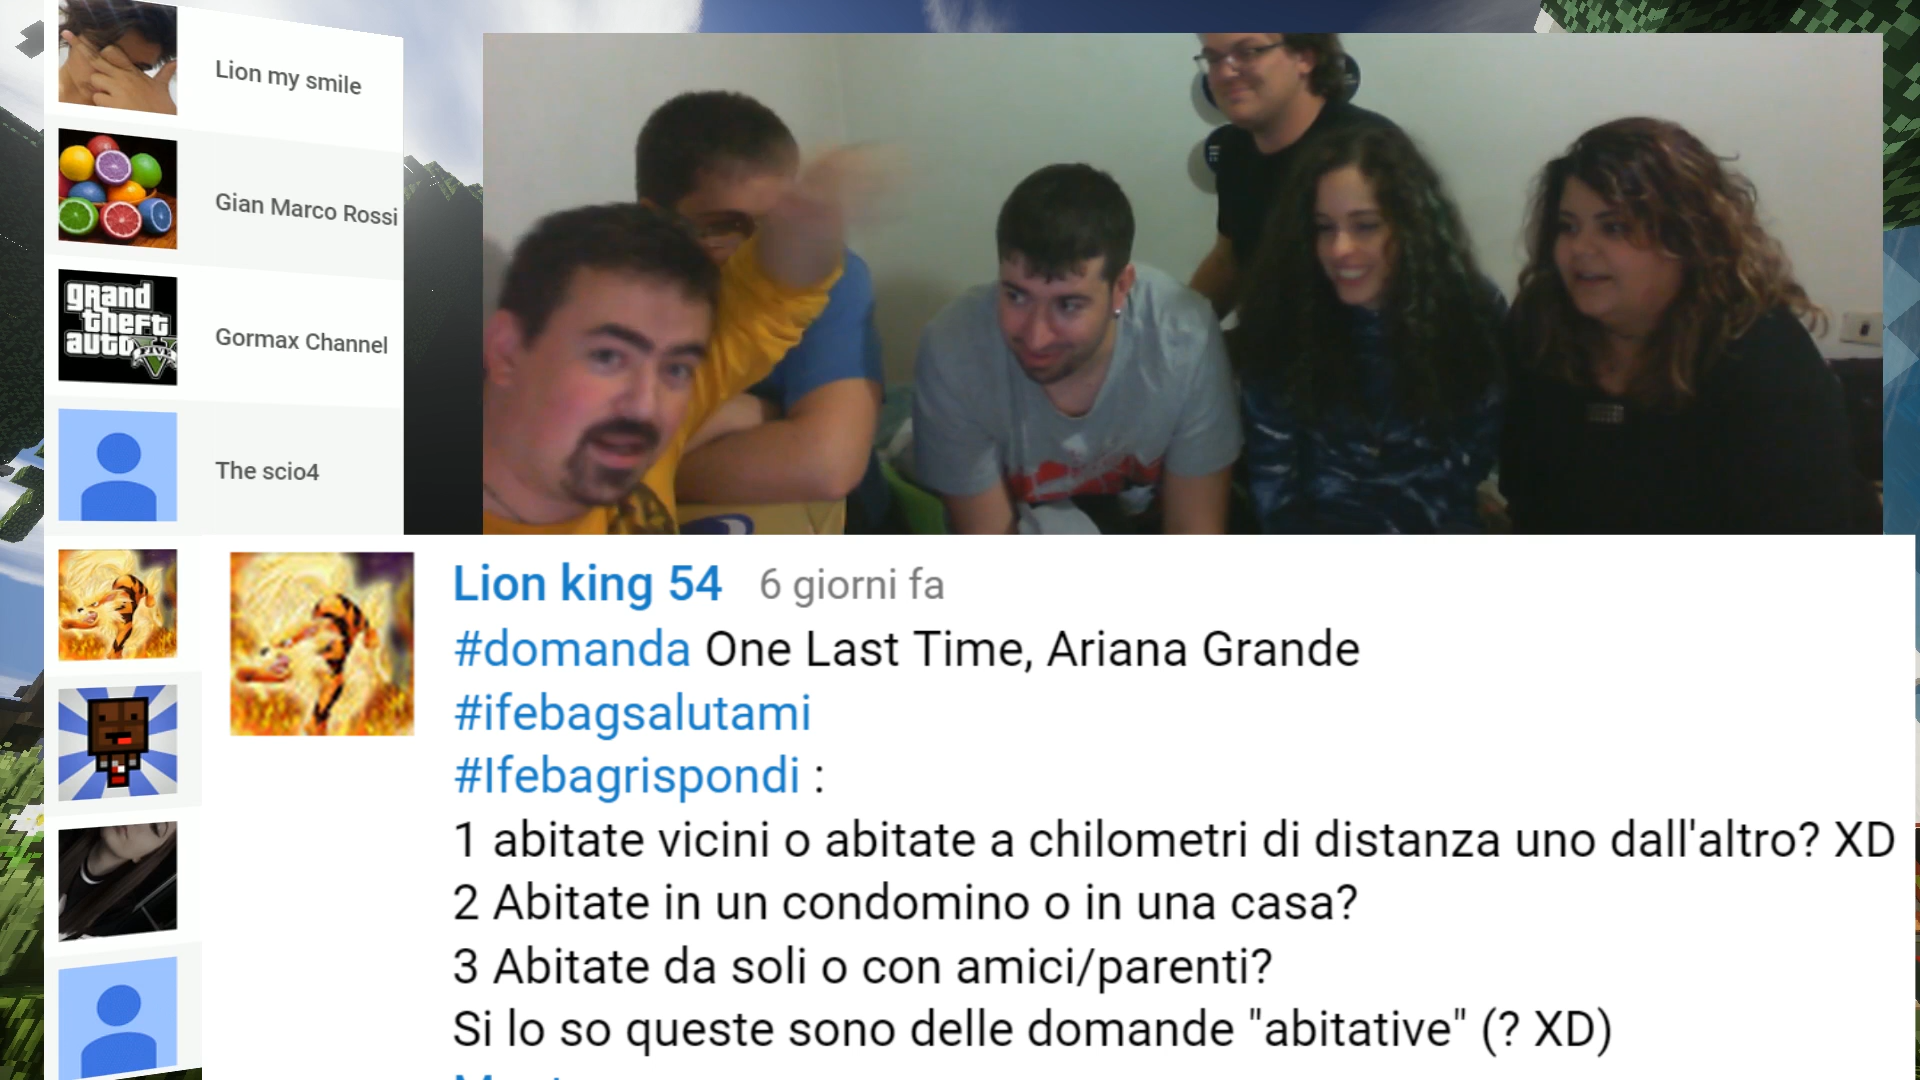 Lion my smile
Gian Marco Rossi
grand
theft
auto
FIVE
Gormax Channel
The scio4
Lion king 54 6 giorni fa
#domanda One Last Time, Ariana Grande
#ifebagsalutami
#Ifebagrispondi :
1 abitate vicini o abitate a chilometri di distanza uno dall'altro? XD
2 Abitate in un condomino o in una casa?
3 Abitate da soli o con amici/parenti?
Si lo so queste sono delle domande "abitative" (? XD)